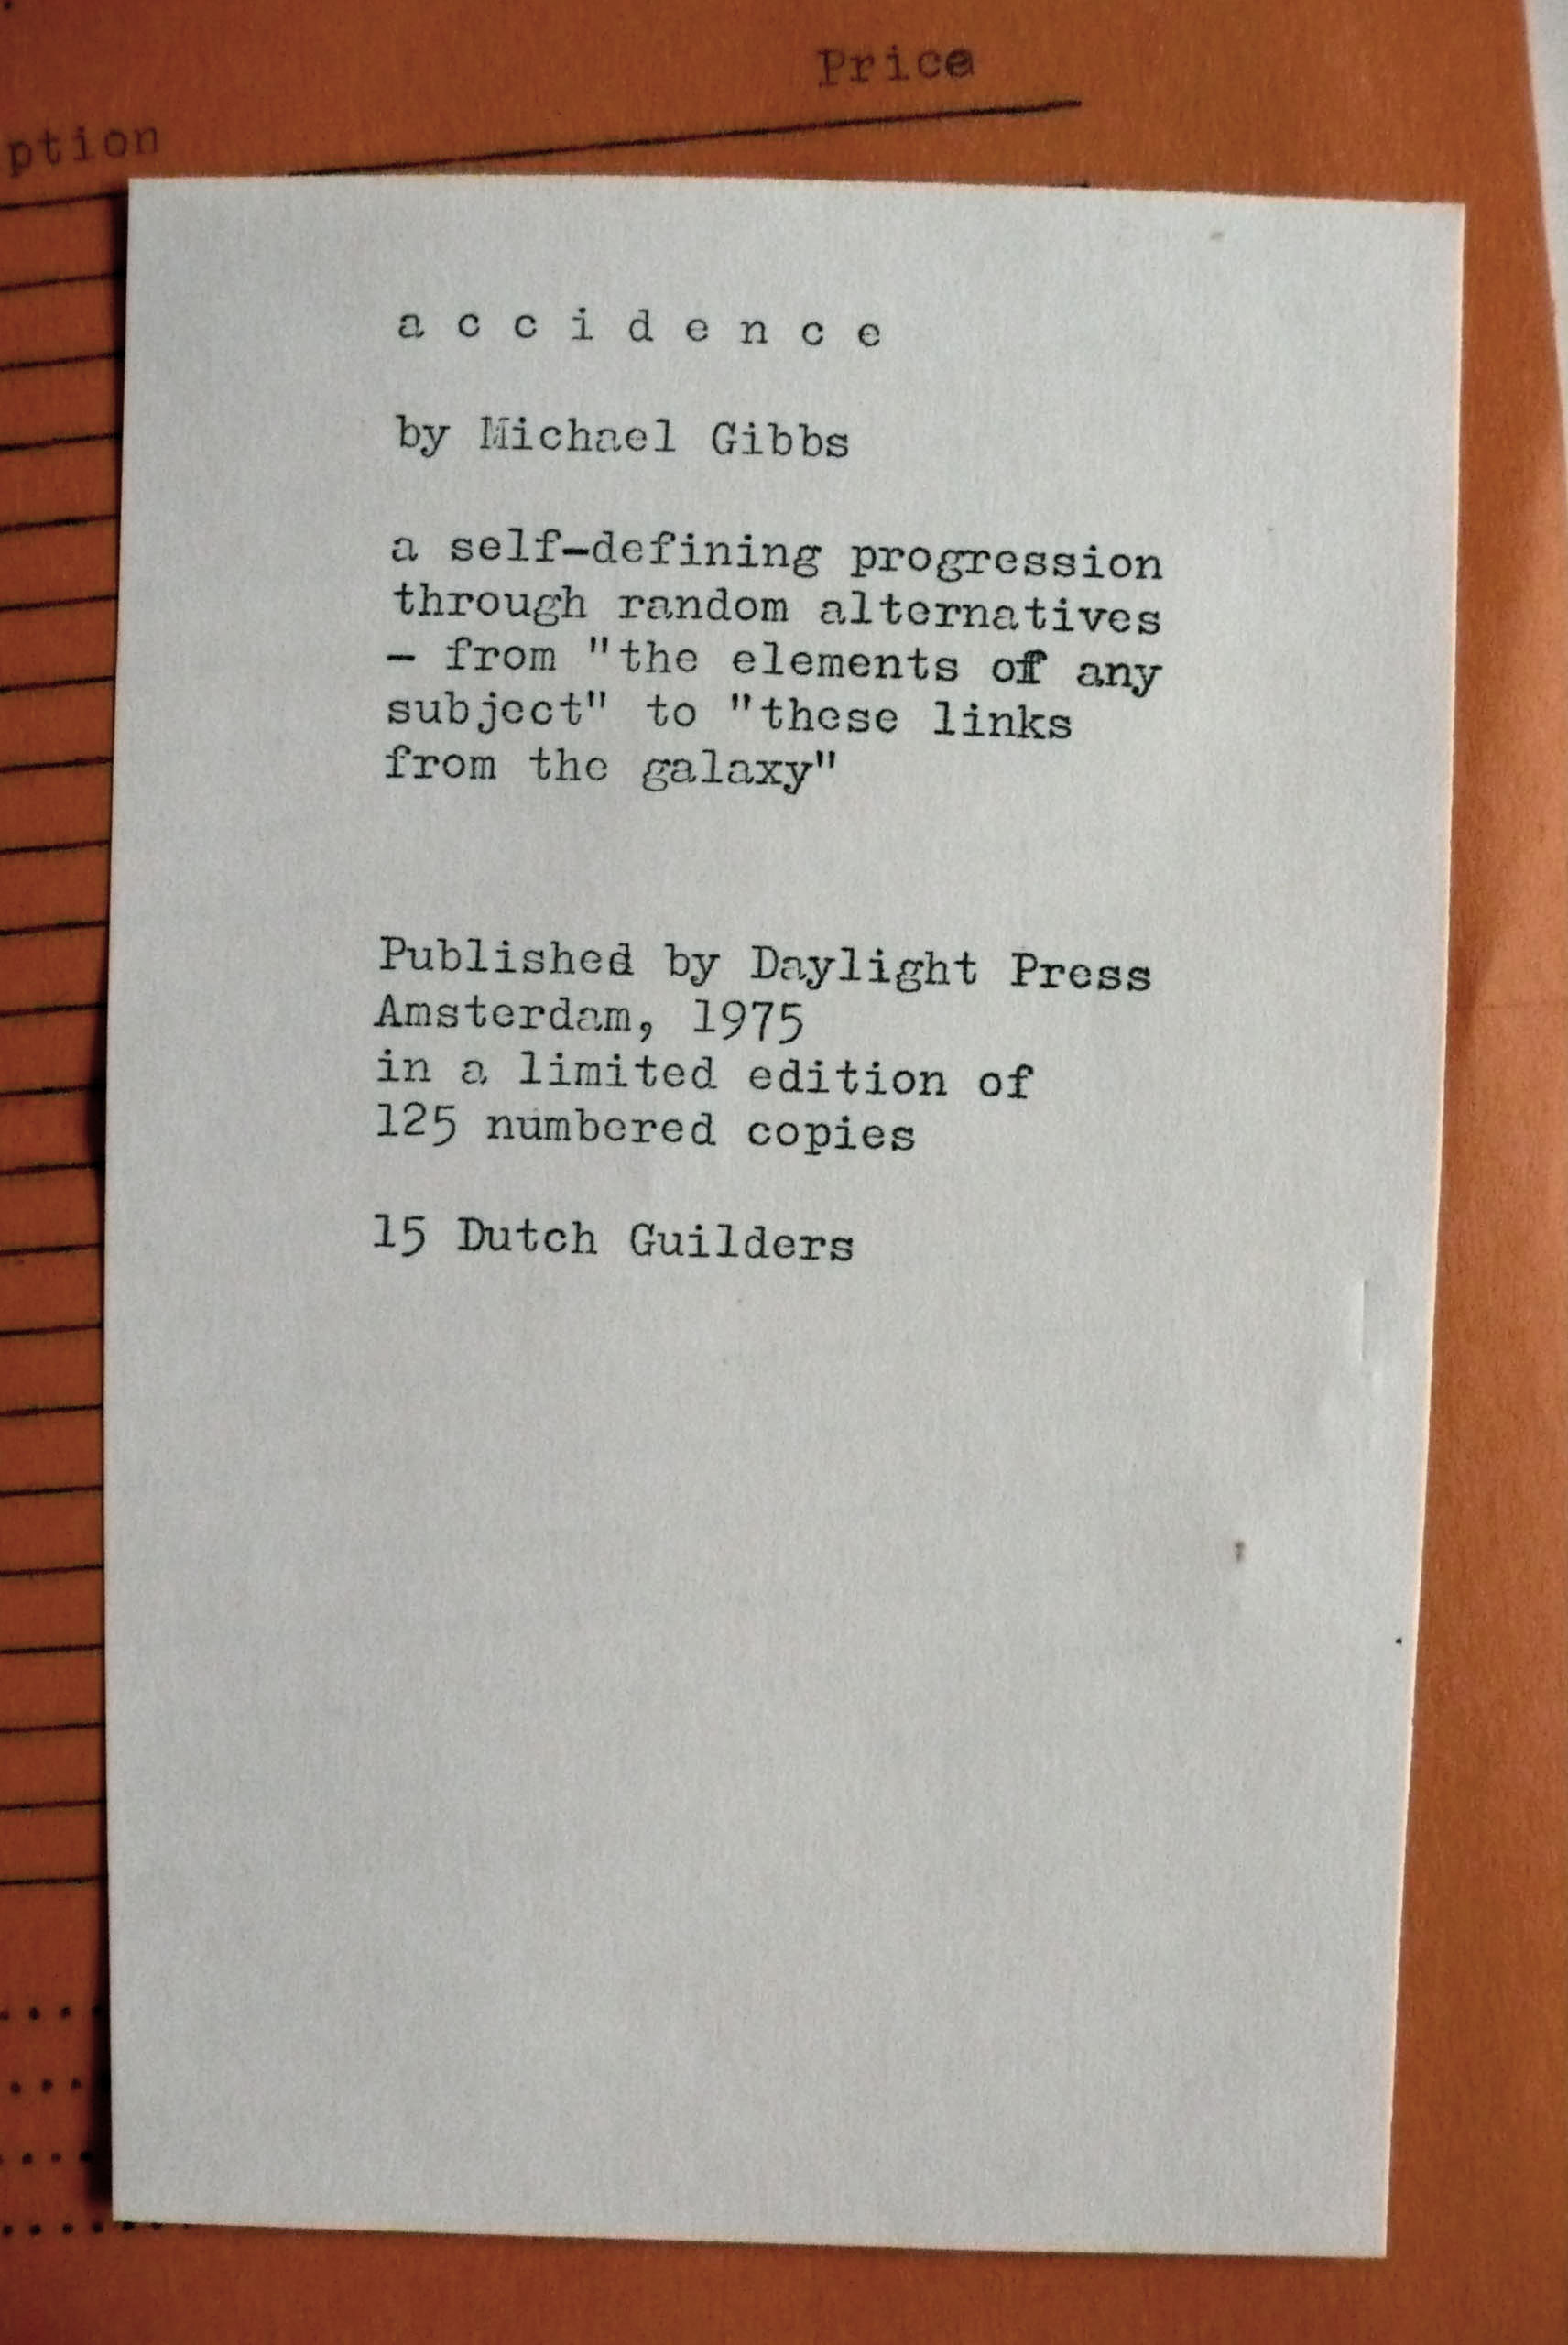 Price
ption
a c c i d e n c e
by Michael Gibbs
a self-defining progression
through random alternatives
- from "the elements of any
subject" to "these links
from the galaxy"
Published by Daylight Press
Amsterdam, 1975
in a limited edition of
125 numbered copies
15 Dutch Guilders